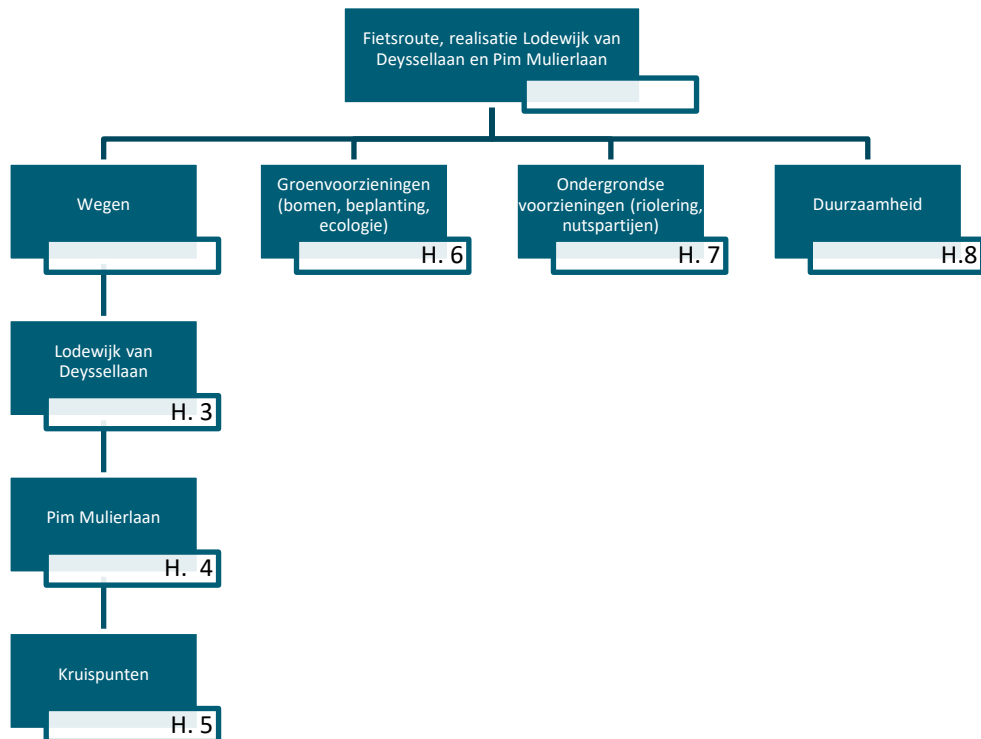 Fietsroute, realisatie Lodewijk van
Deyssellaan en Pim Mulierlaan
Wegen
Groenvoorzieningen
(bomen, beplanting,
ecologie)
H. 6
Ondergrondse
voorzieningen (riolering,
nutspartijen)
H. 7
Duurzaamheid
H.8
Lodewijk van
Deyssellaan
H. 3
Pim Mulierlaan
H. 4
Kruispunten
H. 5